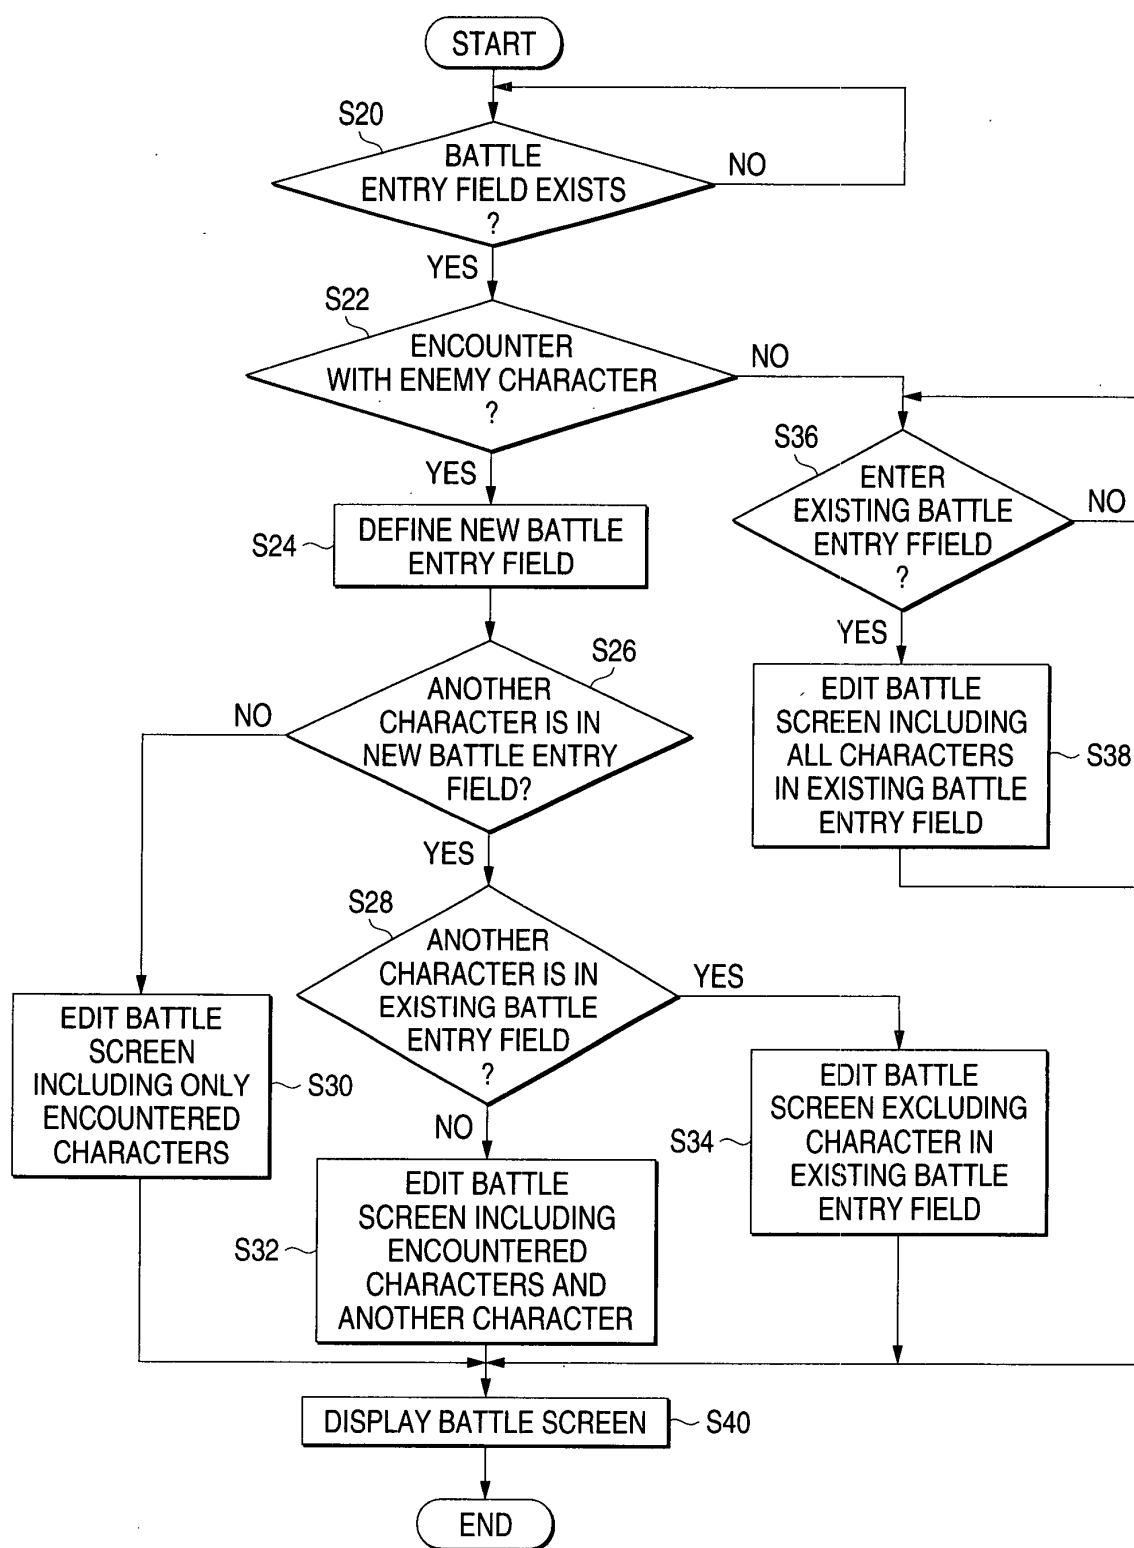 START
S20
BATTLE
ENTRY FIELD EXISTS
?
NO
YES
S22
ENCOUNTER
WITH ENEMY CHARACTER
?
NO
YES
S24
DEFINE NEW BATTLE
ENTRY FIELD
S36
ENTER
EXISTING BATTLE
ENTRY FFIELD
?
NO
YES
S26
ANOTHER
CHARACTER IS IN
NEW BATTLE ENTRY
FIELD?
NO
YES
EDIT BATTLE
SCREEN INCLUDING
ALL CHARACTERS
IN EXISTING BATTLE
ENTRY FIELD
S38
S28
ANOTHER
CHARACTER IS IN
EXISTING BATTLE
ENTRY FIELD
?
YES
NO
EDIT BATTLE
SCREEN
INCLUDING ONLY
ENCOUNTERED
CHARACTERS
S30
S32
EDIT BATTLE
SCREEN INCLUDING
ENCOUNTERED
CHARACTERS AND
ANOTHER CHARACTER
S34
EDIT BATTLE
SCREEN EXCLUDING
CHARACTER IN
EXISTING BATTLE
ENTRY FIELD
DISPLAY BATTLE SCREEN
S40
END